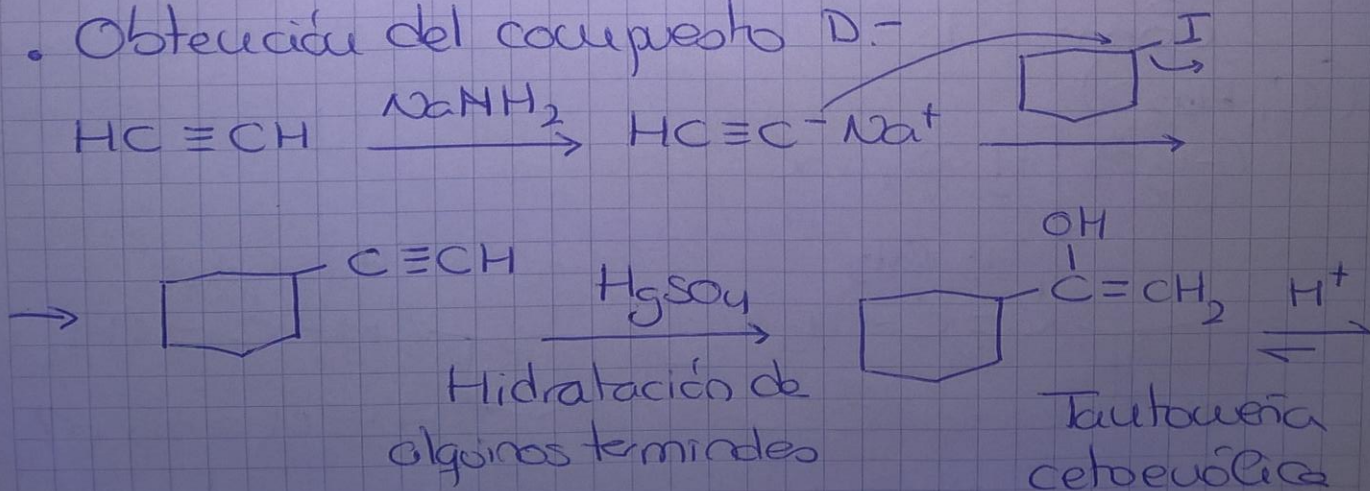 . Obtención del compuesto D.-
HC ≡ CH NaNH₂ HC ≡ C⁻ Na⁺ I
C ≡ CH HgSO₄ OH C = CH₂ H⁺
Hidratación de
alquinos terminales
Tautomería
cetoenólica